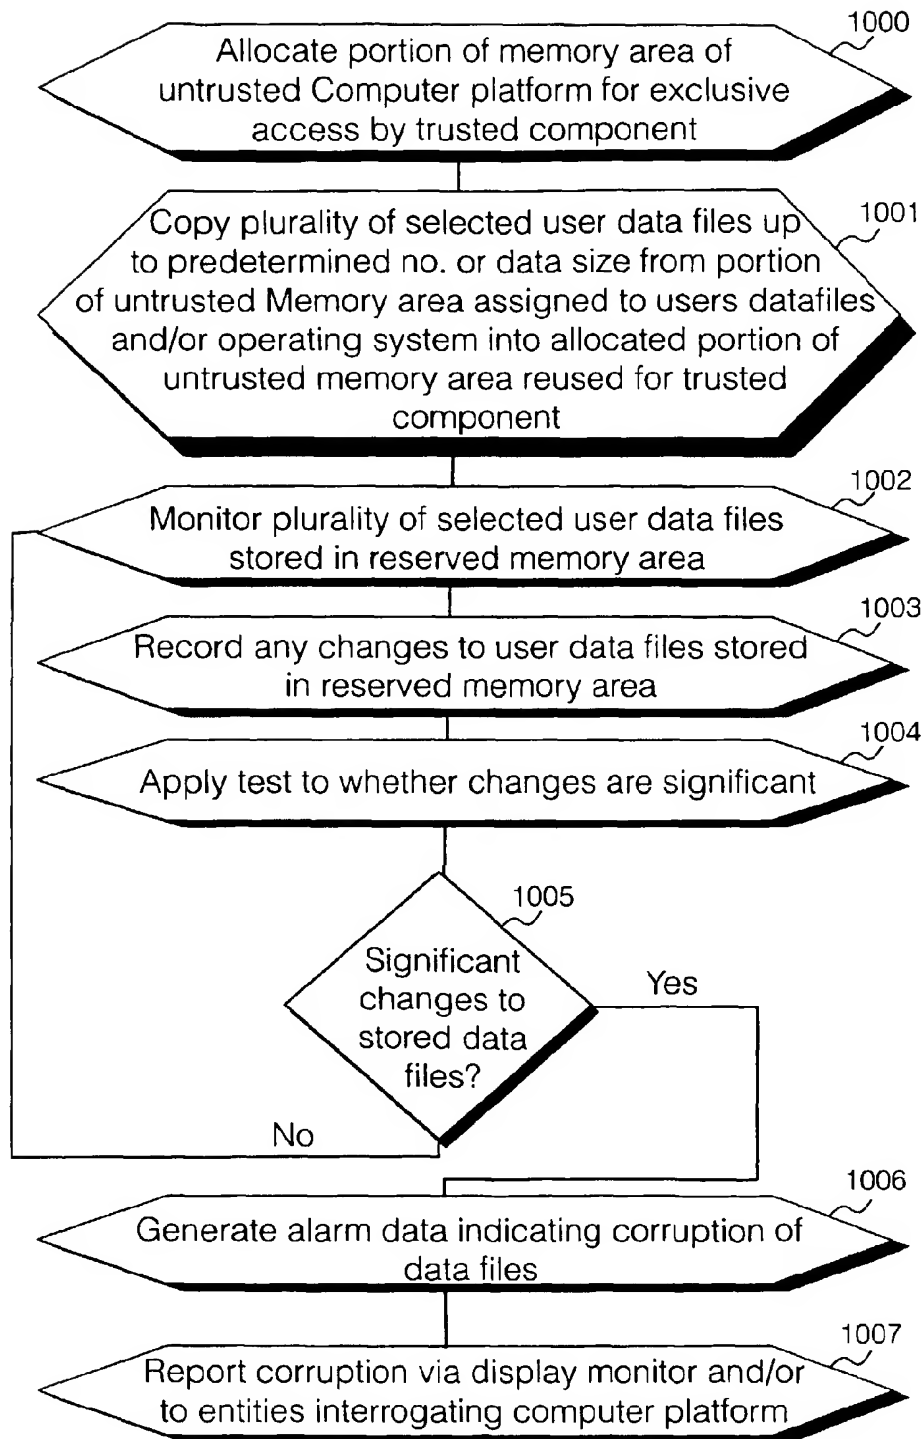 1000
Allocate portion of memory area of
untrusted Computer platform for exclusive
access by trusted component
1001
Copy plurality of selected user data files up
to predetermined no. or data size from portion
of untrusted Memory area assigned to users datafiles
and/or operating system into allocated portion of
untrusted memory area reused for trusted
component
1002
Monitor plurality of selected user data files
stored in reserved memory area
1003
Record any changes to user data files stored
in reserved memory area
1004
Apply test to whether changes are significant
1005
Significant
changes to
stored data
files?
Yes
No
1006
Generate alarm data indicating corruption of
data files
1007
Report corruption via display monitor and/or
to entities interrogating computer platform